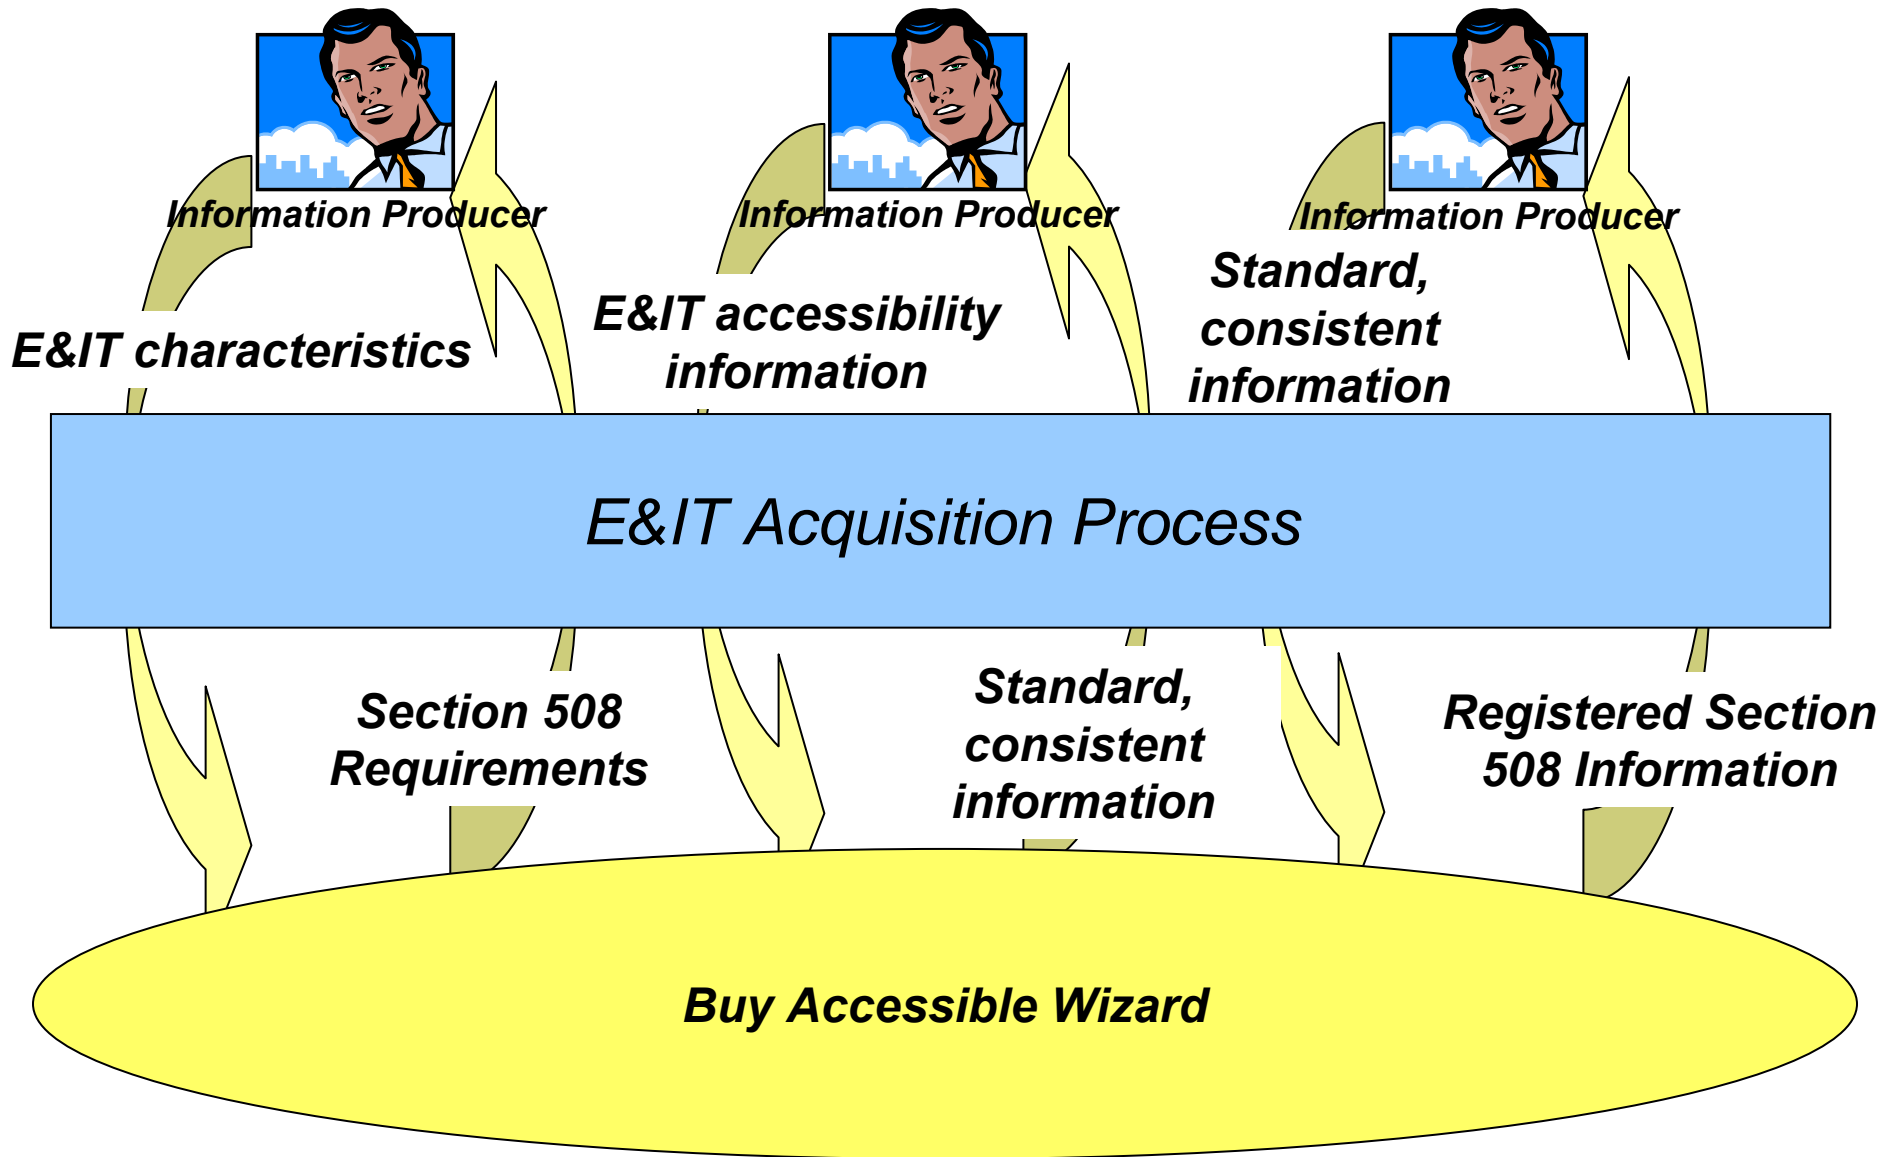 Information Producer
Information Producer
Information Producer
E&IT characteristics
E&IT accessibility
information
Standard,
consistent
information
E&IT Acquisition Process
Section 508
Requirements
Standard,
consistent
information
Registered Section
508 Information
Buy Accessible Wizard